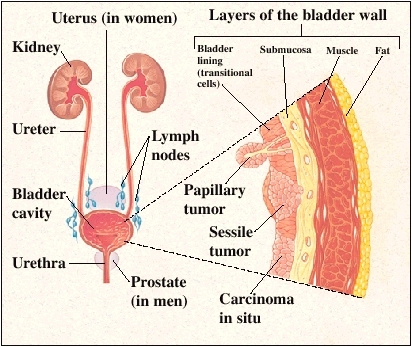 Uterus (in women)
Kidney
Ureter
Lymph
nodes
Bladder
cavity
Urethra
Prostate
(in men)
Layers of the bladder wall
Bladder
lining
(transitional
cells)
Submucosa
Muscle
Fat
Papillary
tumor
Sessile
tumor
Carcinoma
in situ